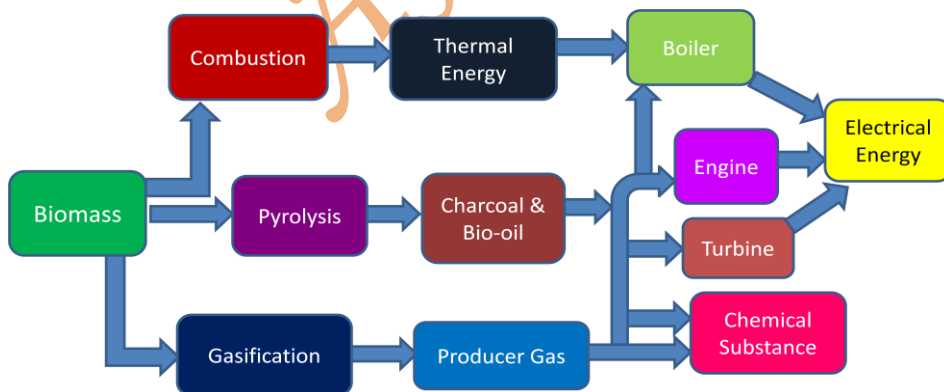 Combustion
Thermal
Energy
Boiler
Electrical
Energy
Biomass
Pyrolysis
Charcoal &
Bio-oil
Engine
Turbine
Gasification
Producer Gas
Chemical
Substance